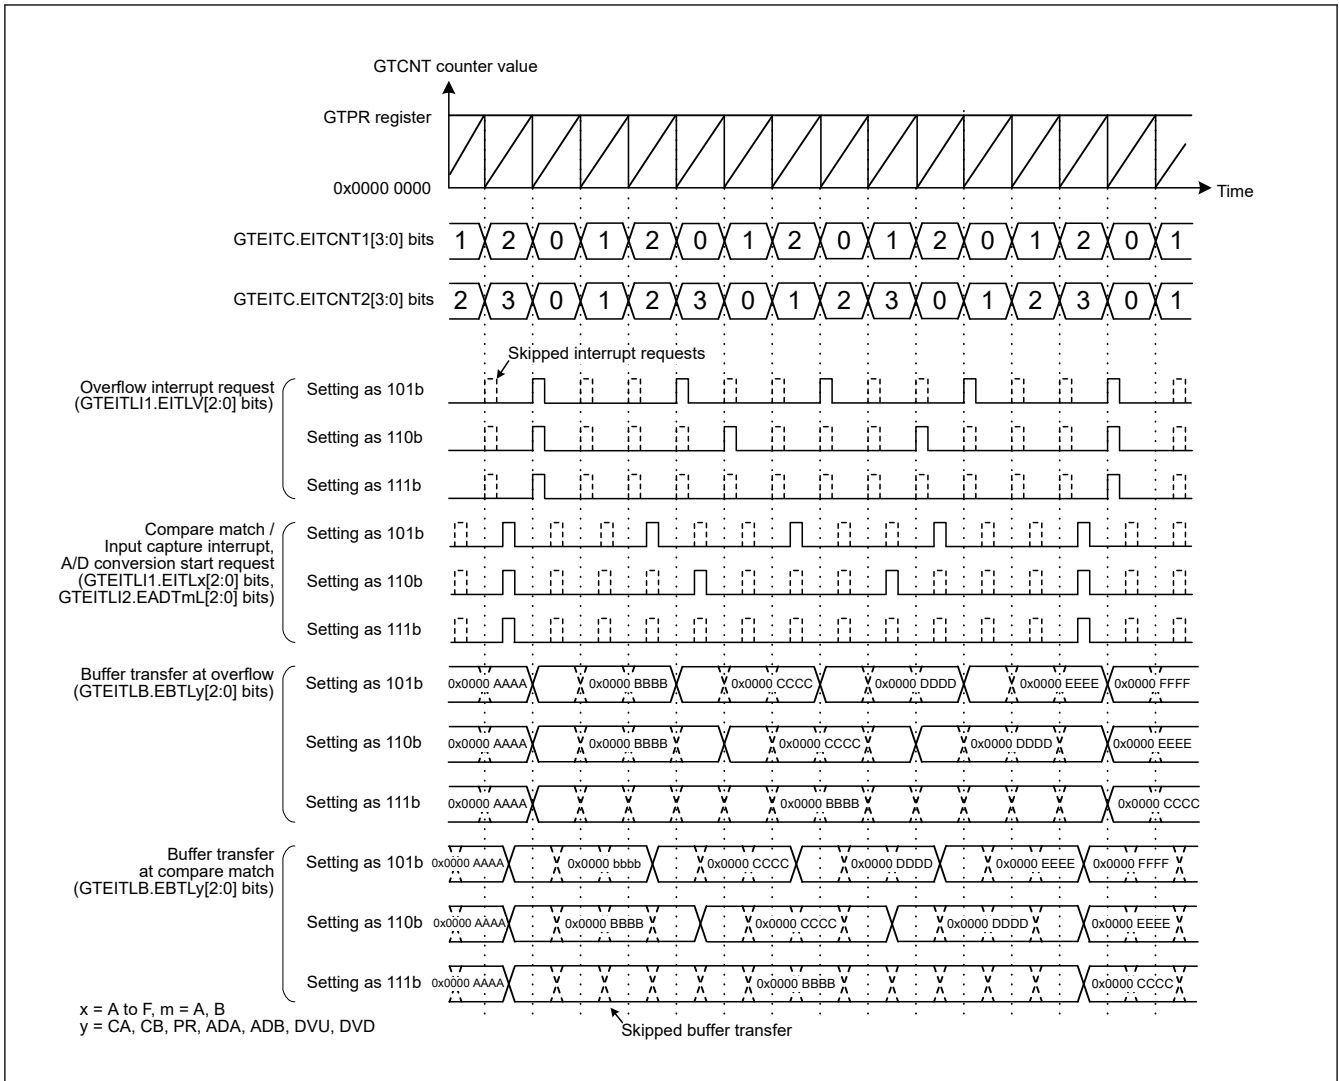 GTCNT counter value
GTPR register
0x0000 0000
Time
GTEITC.EITCNT1[3:0] bits 1 2 0 1 2 0 1 2 0 1 2 0 1 2 0 1
GTEITC.EITCNT2[3:0] bits 2 3 0 1 2 3 0 1 2 3 0 1 2 3 0 1
Skipped interrupt requests
Overflow interrupt request
(GTEITLI1.EITLV[2:0] bits)
Setting as 101b
Setting as 110b
Setting as 111b
Compare match /
Input capture interrupt,
A/D conversion start request
(GTEITLI1.EITLx[2:0] bits,
GTEITLI2.EADTmL[2:0] bits)
Setting as 101b
Setting as 110b
Setting as 111b
Buffer transfer at overflow
(GTEITLB.EBTLy[2:0] bits)
Setting as 101b 0x0000 AAAA 0x0000 BBBB 0x0000 CCCC 0x0000 DDDD 0x0000 EEEE 0x0000 FFFF
Setting as 110b 0x0000 AAAA 0x0000 BBBB 0x0000 CCCC 0x0000 DDDD 0x0000 EEEE
Setting as 111b 0x0000 AAAA 0x0000 BBBB 0x0000 CCCC
Buffer transfer
at compare match
(GTEITLB.EBTLy[2:0] bits)
Setting as 101b 0x0000 AAAA 0x0000 bbbb 0x0000 CCCC 0x0000 DDDD 0x0000 EEEE 0x0000 FFFF
Setting as 110b 0x0000 AAAA 0x0000 BBBB 0x0000 CCCC 0x0000 DDDD 0x0000 EEEE
Setting as 111b 0x0000 AAAA 0x0000 BBBB 0x0000 CCCC
x = A to F, m = A, B
y = CA, CB, PR, ADA, ADB, DVU, DVD
Skipped buffer transfer